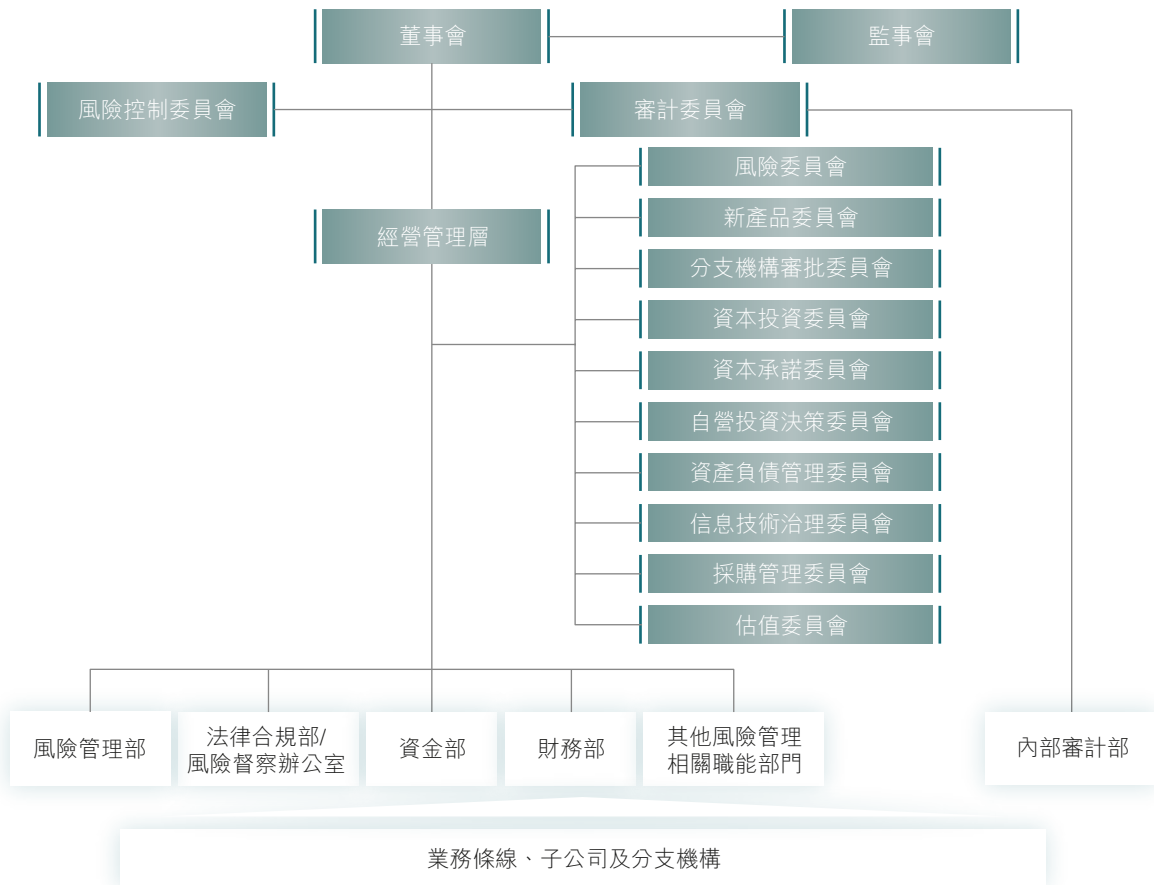 董事會
監事會
風險控制委員會
審計委員會
風險委員會
新產品委員會
經營管理層
分支機構審批委員會
資本投資委員會
資本承諾委員會
自營投資決策委員會
資產負債管理委員會
信息技術治理委員會
採購管理委員會
估值委員會
風險管理部
法律合規部/
風險督察辦公室
資金部
財務部
其他風險管理
相關職能部門
內部審計部
業務條線、子公司及分支機構